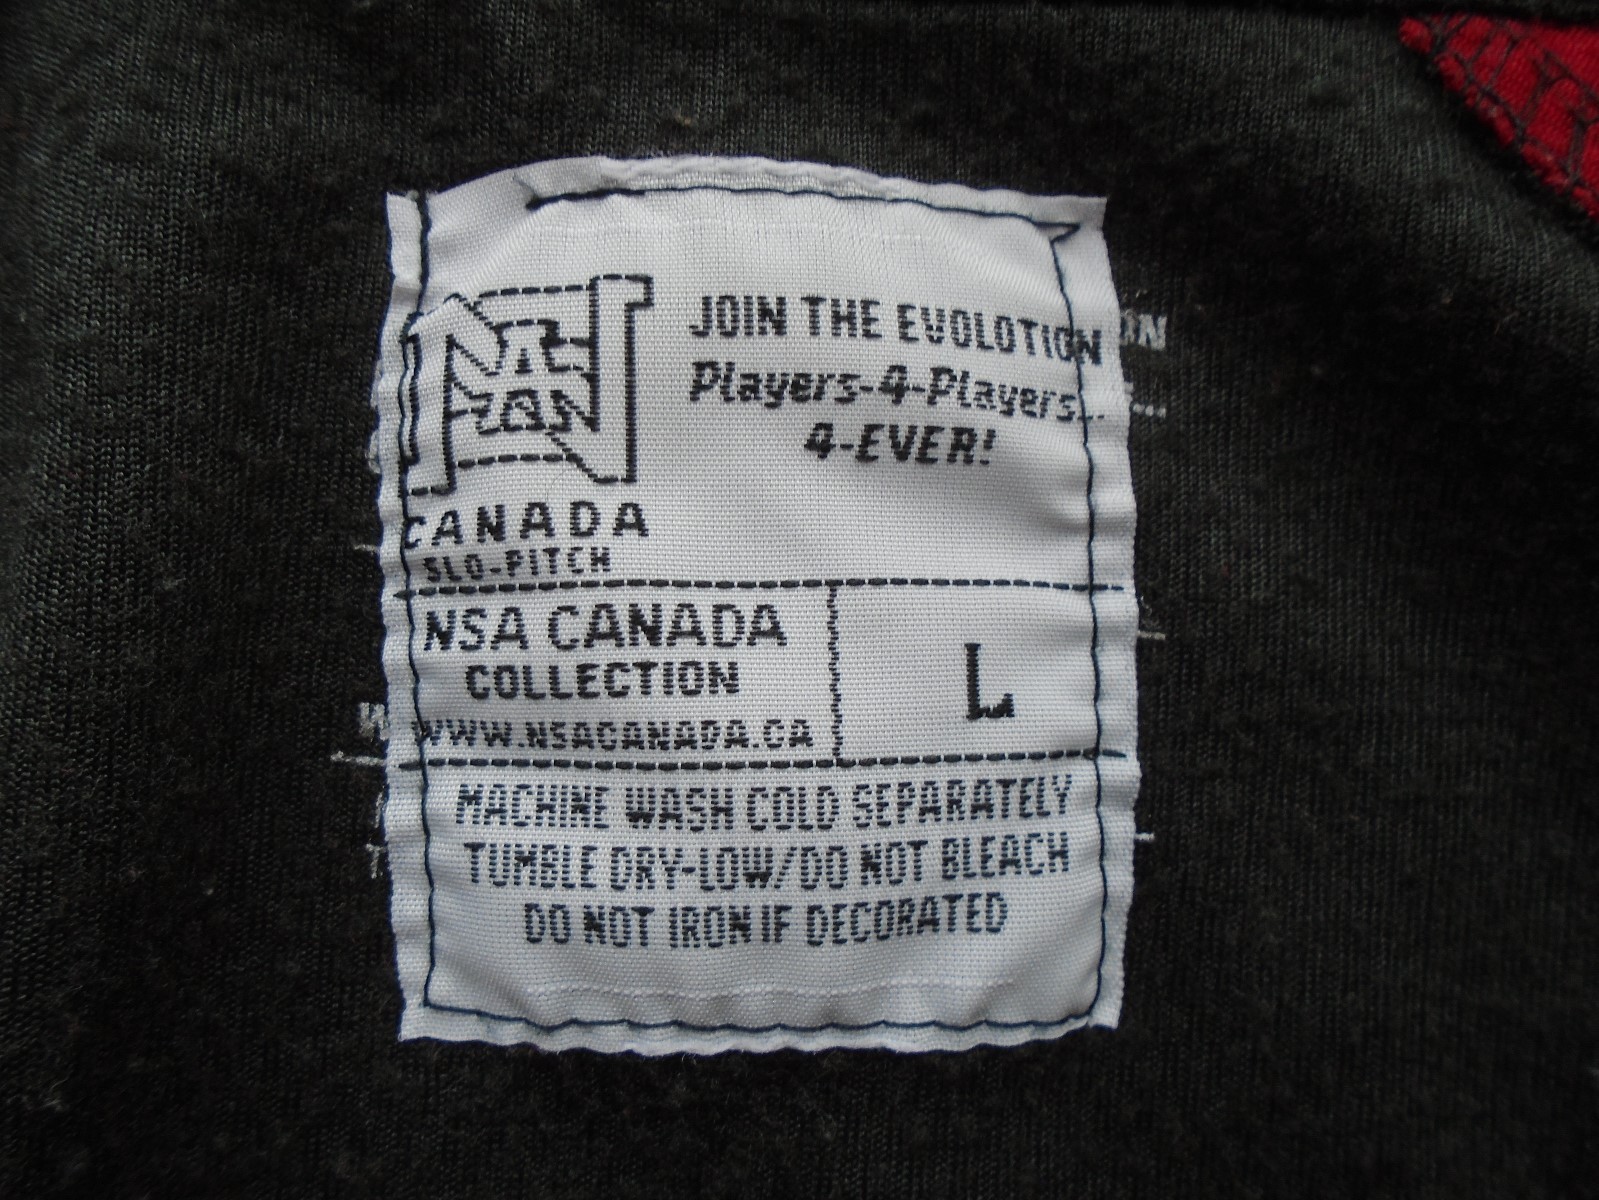 JOIN THE EVOLOTION
Players-4-Players...
4-EVER!
CANADA
SLO-PITCH
NSA CANADA
COLLECTION
WWW.NSACANADA.CA
L
MACHINE WASH COLD SEPARATELY
TUMBLE DRY-LOW/DO NOT BLEACH
DO NOT IRON IF DECORATED